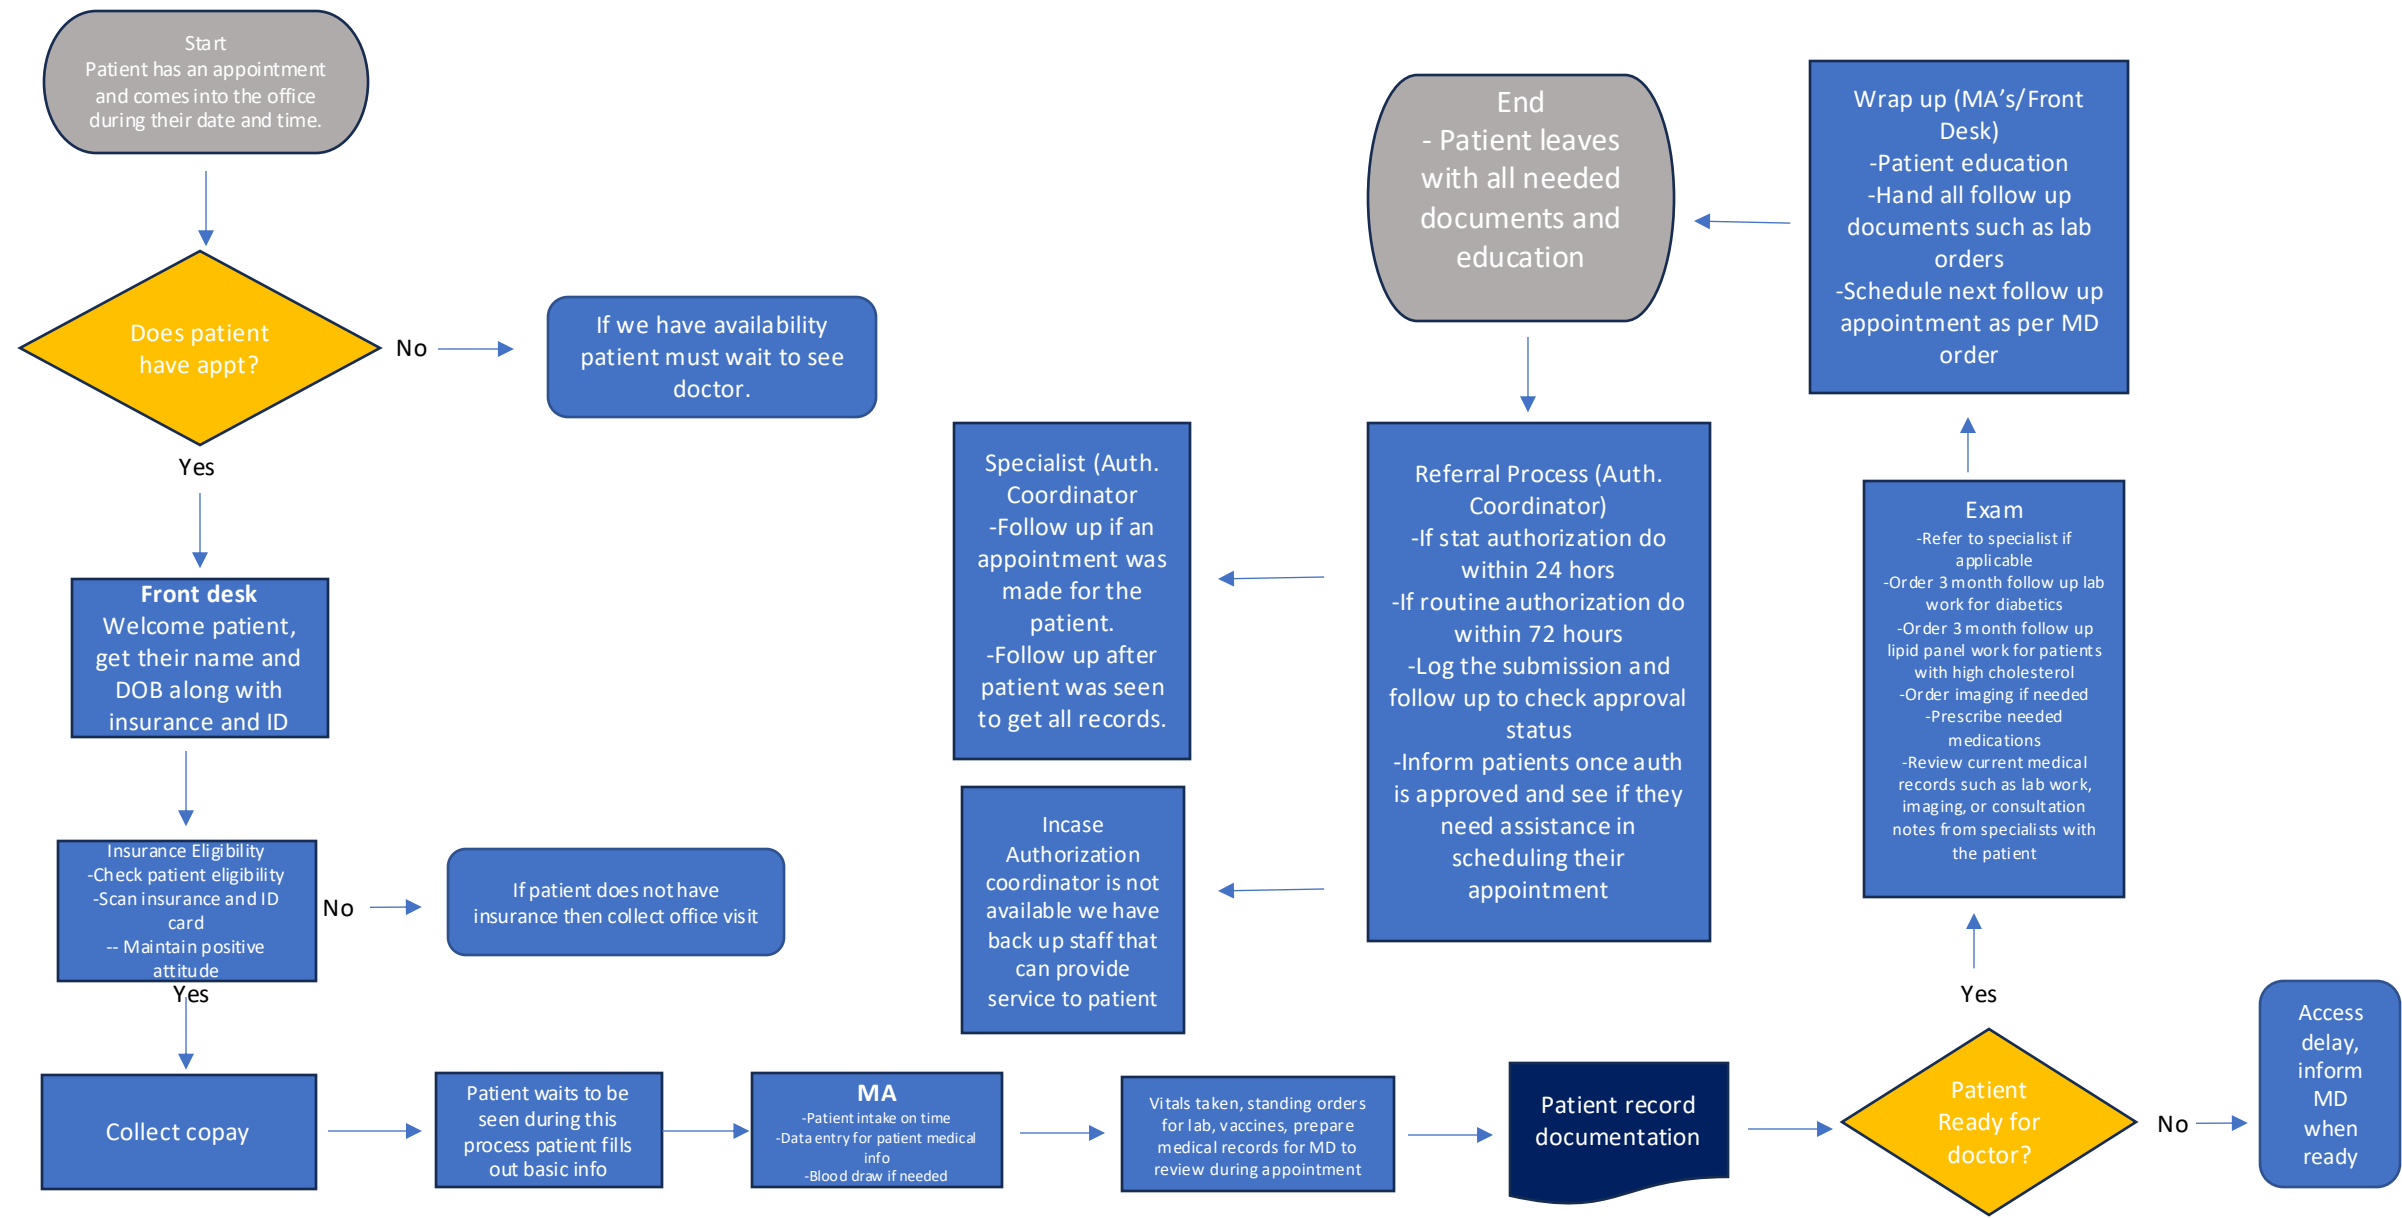 Start
Patient has an appointment
and comes into the office
during their date and time.
Does patient
have appt?
No
If we have availability
patient must wait to see
doctor.
Yes
Front desk
Welcome patient,
get their name and
DOB along with
insurance and ID
Insurance Eligibility
-Check patient eligibility
-Scan insurance and ID
card
-- Maintain positive
attitude
No
If patient does not have
insurance then collect office visit
Yes
Collect copay
Patient waits to be
seen during this
process patient fills
out basic info
MA
-Patient intake on time
-Data entry for patient medical
info
-Blood draw if needed
Vitals taken, standing orders
for lab, vaccines, prepare
medical records for MD to
review during appointment
Patient record
documentation
Patient
Ready for
doctor?
No
Access
delay,
inform
MD
when
ready
Yes
Exam
-Refer to specialist if
applicable
-Order 3 month follow up lab
work for diabetics
-Order 3 month follow up
lipid panel work for patients
with high cholesterol
-Order imaging if needed
-Prescribe needed
medications
-Review current medical
records such as lab work,
imaging, or consultation
notes from specialists with
the patient
Wrap up (MA's/Front
Desk)
-Patient education
-Hand all follow up
documents such as lab
orders
-Schedule next follow up
appointment as per MD
order
End
- Patient leaves
with all needed
documents and
education
Referral Process (Auth.
Coordinator)
-If stat authorization do
within 24 hors
-If routine authorization do
within 72 hours
-Log the submission and
follow up to check approval
status
-Inform patients once auth
is approved and see if they
need assistance in
scheduling their
appointment
Specialist (Auth.
Coordinator
-Follow up if an
appointment was
made for the
patient.
-Follow up after
patient was seen
to get all records.
Incase
Authorization
coordinator is not
available we have
back up staff that
can provide
service to patient